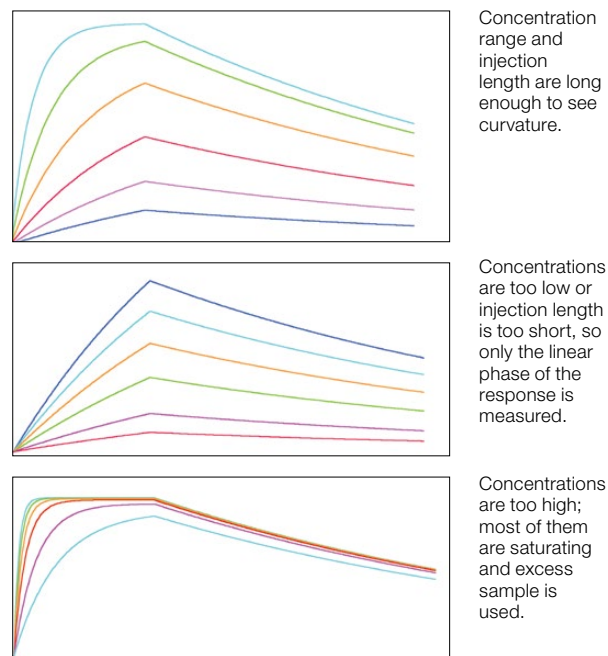 Concentration
range and
injection
length are long
enough to see
curvature.
Concentrations
are too low or
injection length
is too short, so
only the linear
phase of the
response is
measured.
Concentrations
are too high;
most of them
are saturating
and excess
sample is
used.